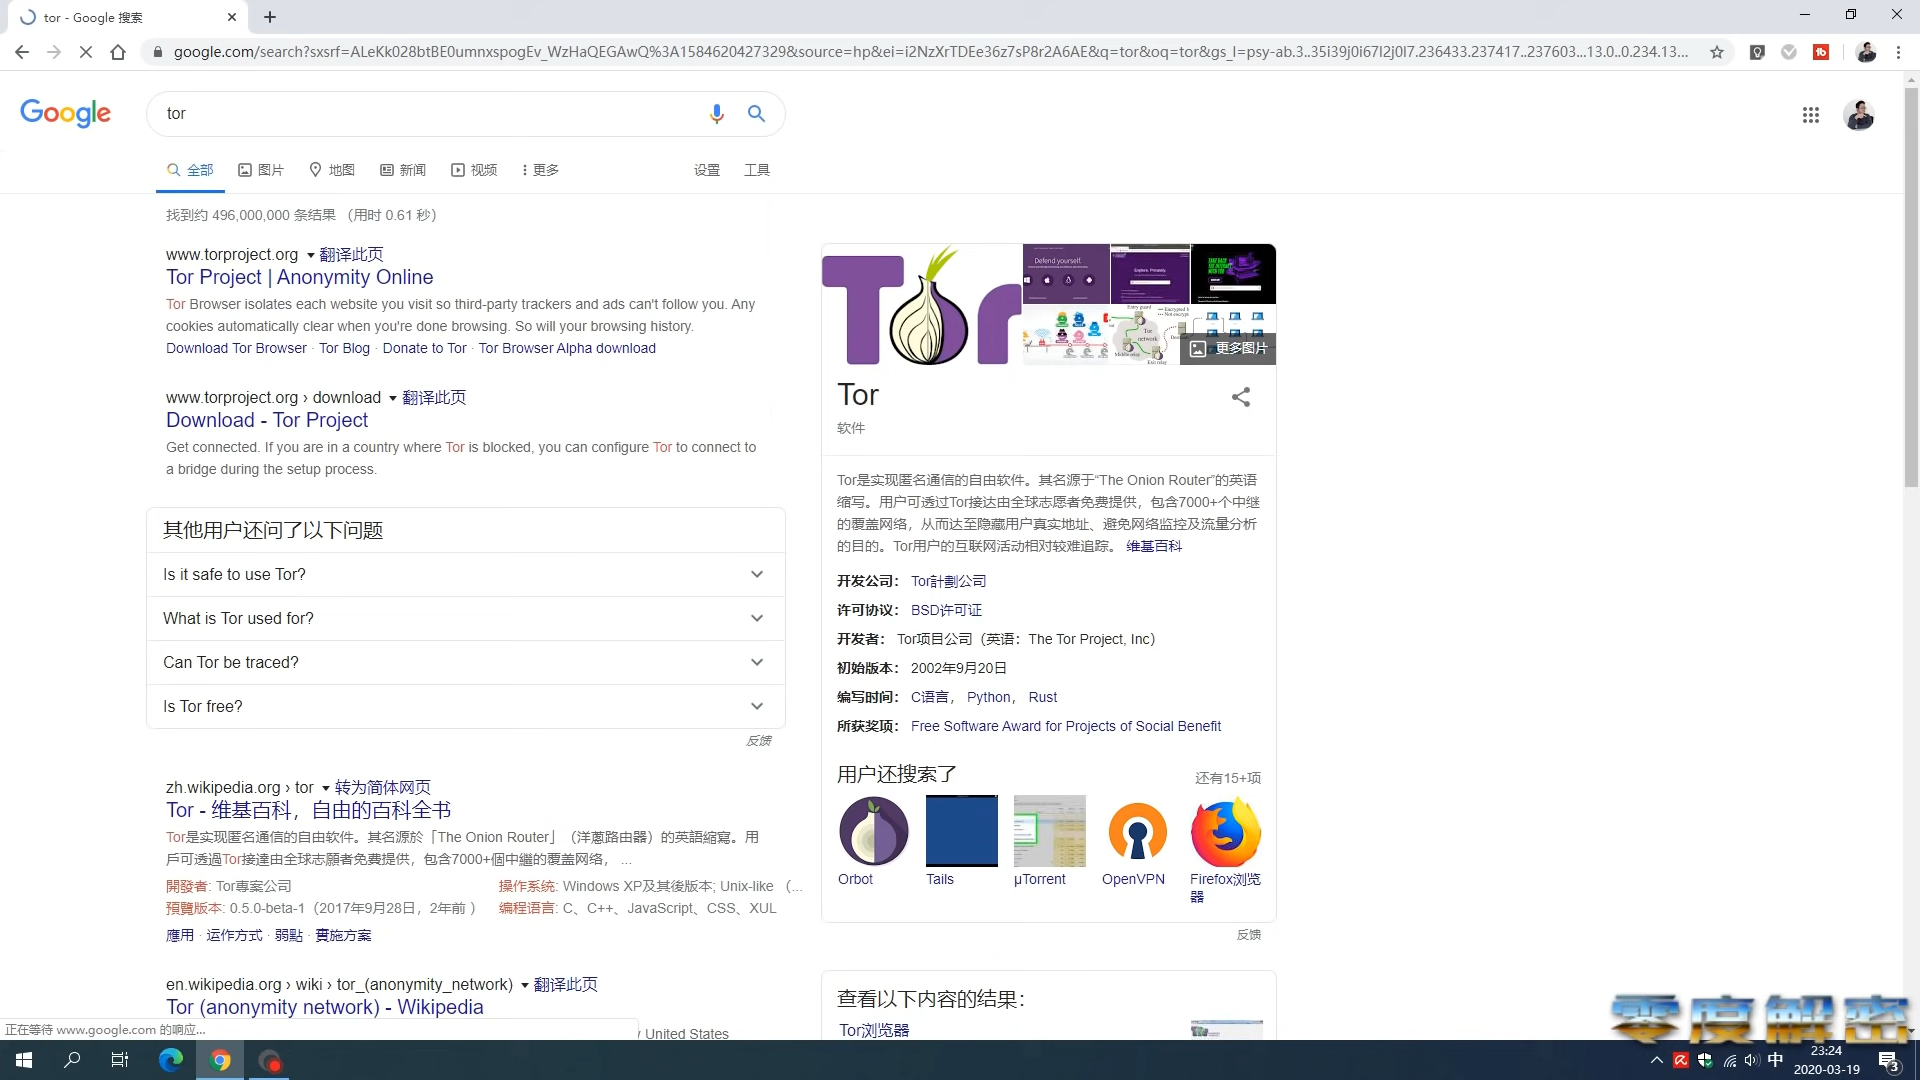 tor - Google 搜索
google.com/search?sxsrf=ALeKk028btBE0umnxspogEv_WzHaQEGAwQ%3A1584620427329&source=hp&ei=i2NzXrTDEe36z7sP8r2A6AE&q=tor&oq=tor&gs_l=psy-ab.3..35i39j0i67l2j0l7.236433.237417..237603...13.0..0.234.13...
Google
tor
全部 图片 地图 新闻 视频 更多 设置 工具
找到约 496,000,000 条结果 （用时 0.61 秒）
www.torproject.org 翻译此页
Tor Project | Anonymity Online
Tor Browser isolates each website you visit so third-party trackers and ads can't follow you. Any
cookies automatically clear when you're done browsing. So will your browsing history.
Download Tor Browser · Tor Blog · Donate to Tor · Tor Browser Alpha download
www.torproject.org › download 翻译此页
Download - Tor Project
Get connected. If you are in a country where Tor is blocked, you can configure Tor to connect to
a bridge during the setup process.
其他用户还问了以下问题
Is it safe to use Tor?
What is Tor used for?
Can Tor be traced?
Is Tor free?
反馈
zh.wikipedia.org › tor 转为简体网页
Tor - 维基百科，自由的百科全书
Tor是实现匿名通信的自由软件。其名源於「The Onion Router」（洋蔥路由器）的英語縮寫。用
戶可透過Tor接達由全球志願者免費提供，包含7000+個中繼的覆蓋网络， ...
開發者: Tor專案公司 操作系统: Windows XP及其後版本; Unix-like （...
預覽版本: 0.5.0-beta-1（2017年9月28日，2年前 ） 编程语言: C、C++、JavaScript、CSS、XUL
應用 · 运作方式 · 弱點 · 實施方案
en.wikipedia.org › wiki › tor_(anonymity_network) 翻译此页
Tor (anonymity network) - Wikipedia
United States
正在等待 www.google.com 的响应...
Tor
Defend yourself.
Explore. Privately.
更多图片
Tor
软件
Tor是实现匿名通信的自由软件。其名源于“The Onion Router”的英语
缩写。用户可透过Tor接达由全球志愿者免费提供，包含7000+个中继
的覆盖网络，从而达至隐藏用户真实地址、避免网络监控及流量分析
的目的。Tor用户的互联网活动相对较难追踪。 维基百科
开发公司： Tor計劃公司
许可协议： BSD许可证
开发者： Tor项目公司（英语：The Tor Project, Inc）
初始版本： 2002年9月20日
编写时间： C语言， Python， Rust
所获奖项： Free Software Award for Projects of Social Benefit
用户还搜索了 还有15+项
Orbot Tails µTorrent OpenVPN Firefox浏览
器
反馈
查看以下内容的结果：
Tor浏览器
零度解密
中
23:24
2020-03-19
3